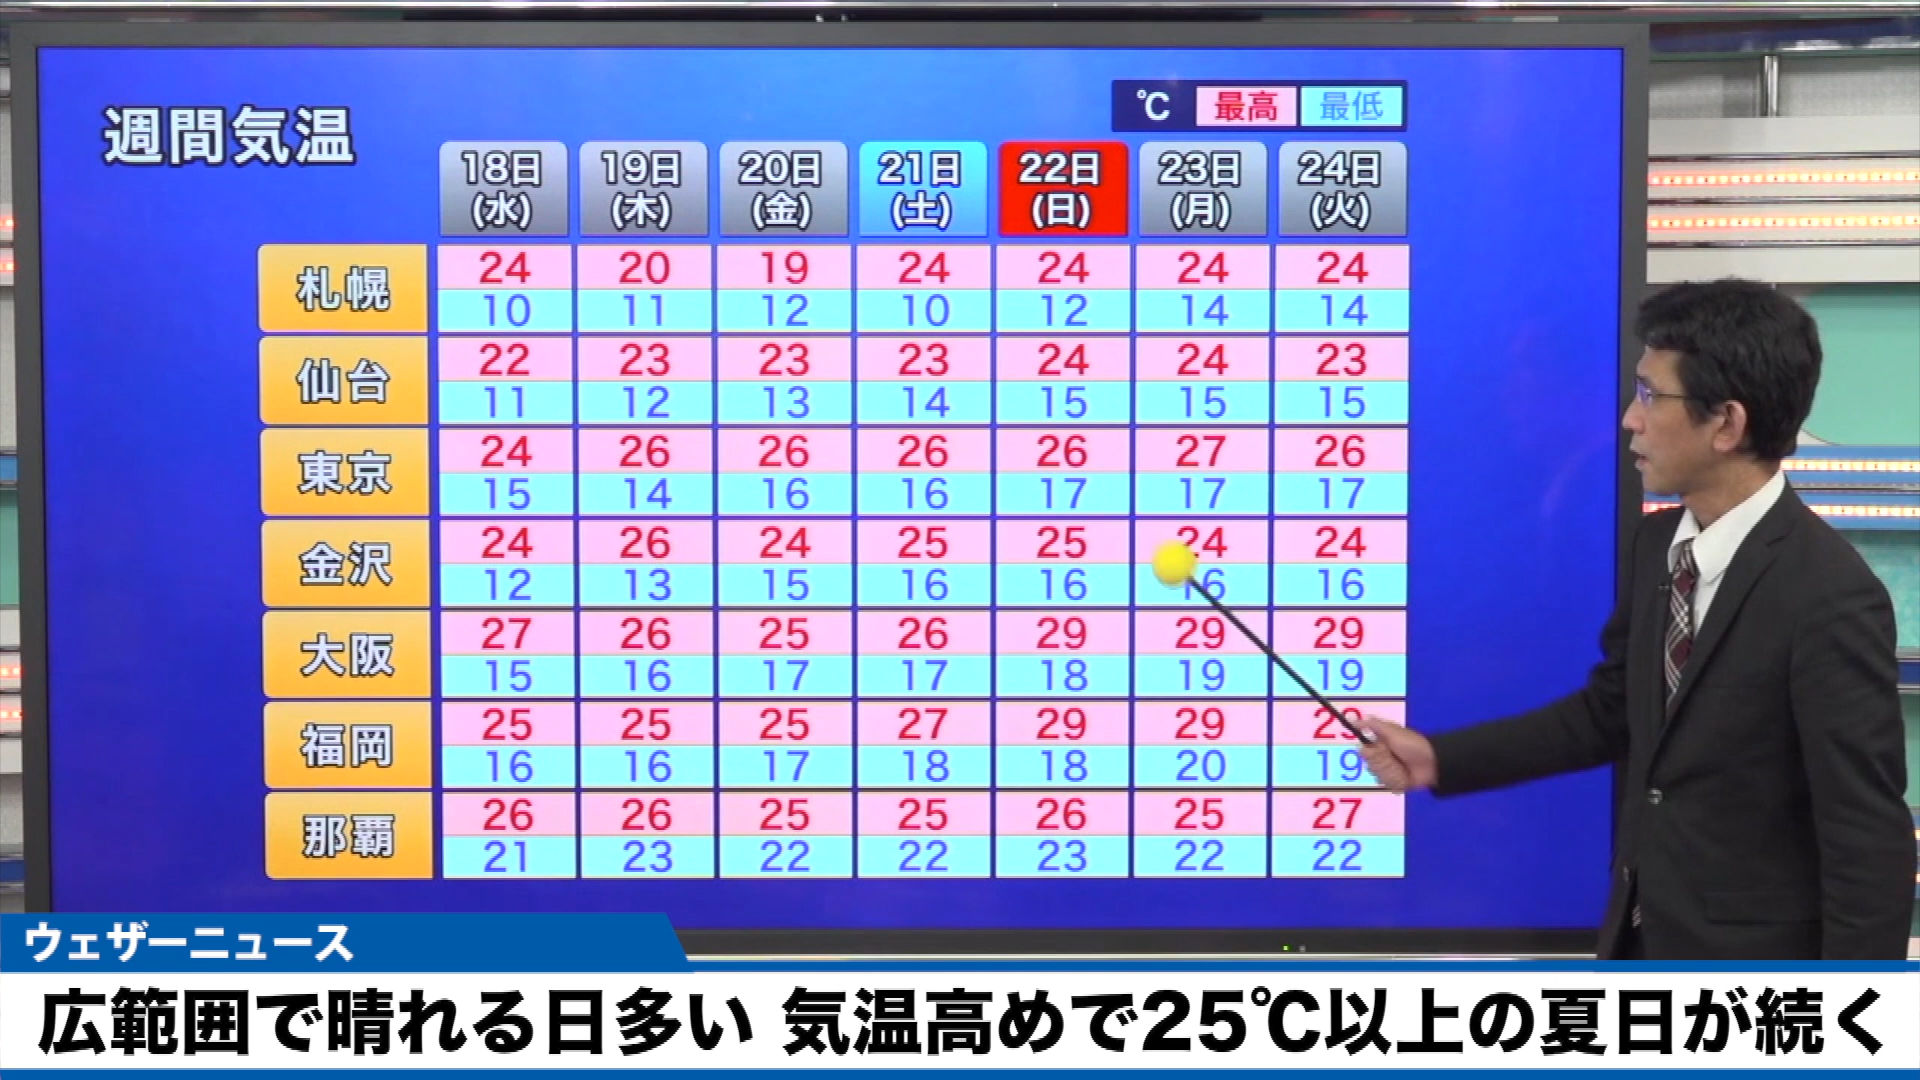 週間気温
℃ 最高 最低
18日 19日 20日 21日 22日 23日 24日
(水) (木) (金) (土) (日) (月) (火)
札幌
24 20 19 24 24 24 24
10 11 12 10 12 14 14
仙台
22 23 23 23 24 24 23
11 12 13 14 15 15 15
東京
24 26 26 26 26 27 26
15 14 16 16 17 17 17
金沢
24 26 24 25 25 24 24
12 13 15 16 16 16 16
大阪
27 26 25 26 29 29 29
15 16 17 17 18 19 19
福岡
25 25 25 27 29 29 29
16 16 17 18 18 20 19
那覇
26 26 25 25 26 25 27
21 23 22 22 23 22 22
ウェザーニュース
広範囲で晴れる日多い 気温高めで25℃以上の夏日が続く